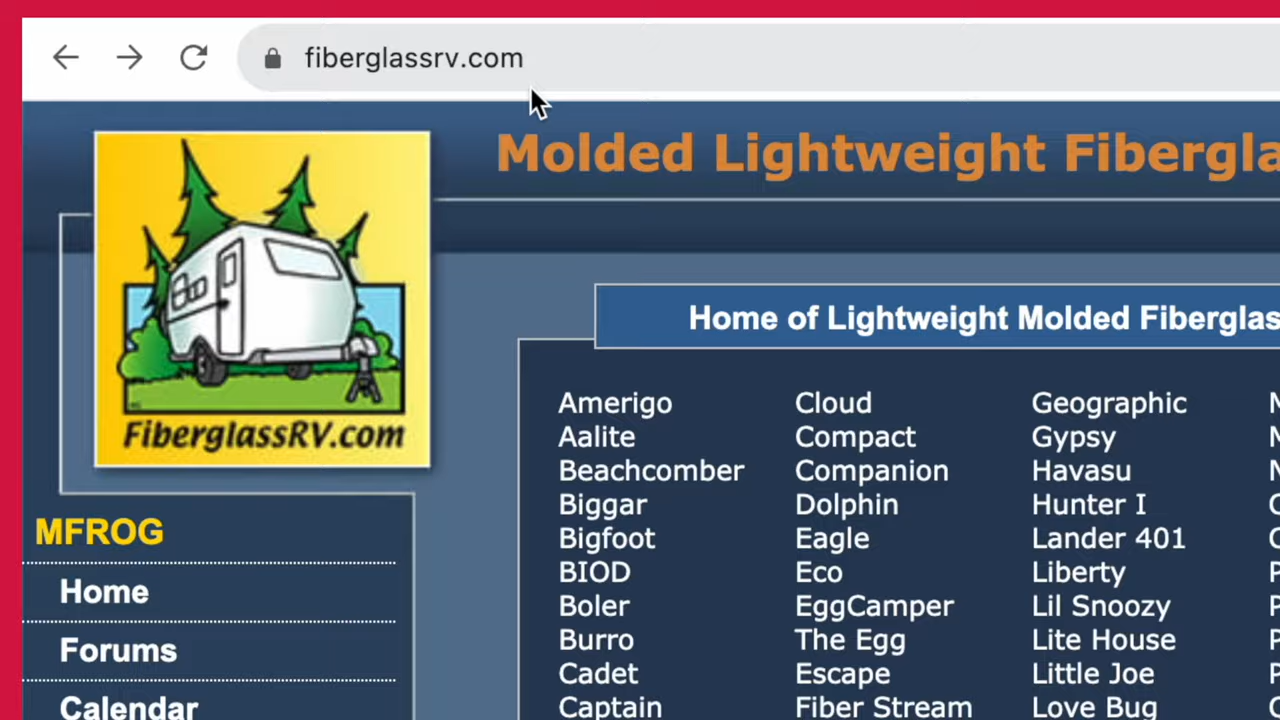 fiberglassrv.com
Molded Lightweight Fibergla
FiberglassRV.com
Home of Lightweight Molded Fiberglas
MFROG
Home
Forums
Calendar
Amerigo
Aalite
Beachcomber
Biggar
Bigfoot
BIOD
Boler
Burro
Cadet
Captain
Cloud
Compact
Companion
Dolphin
Eagle
Eco
EggCamper
The Egg
Escape
Fiber Stream
Geographic
Gypsy
Havasu
Hunter I
Lander 401
Liberty
Lil Snoozy
Lite House
Little Joe
Love Bug